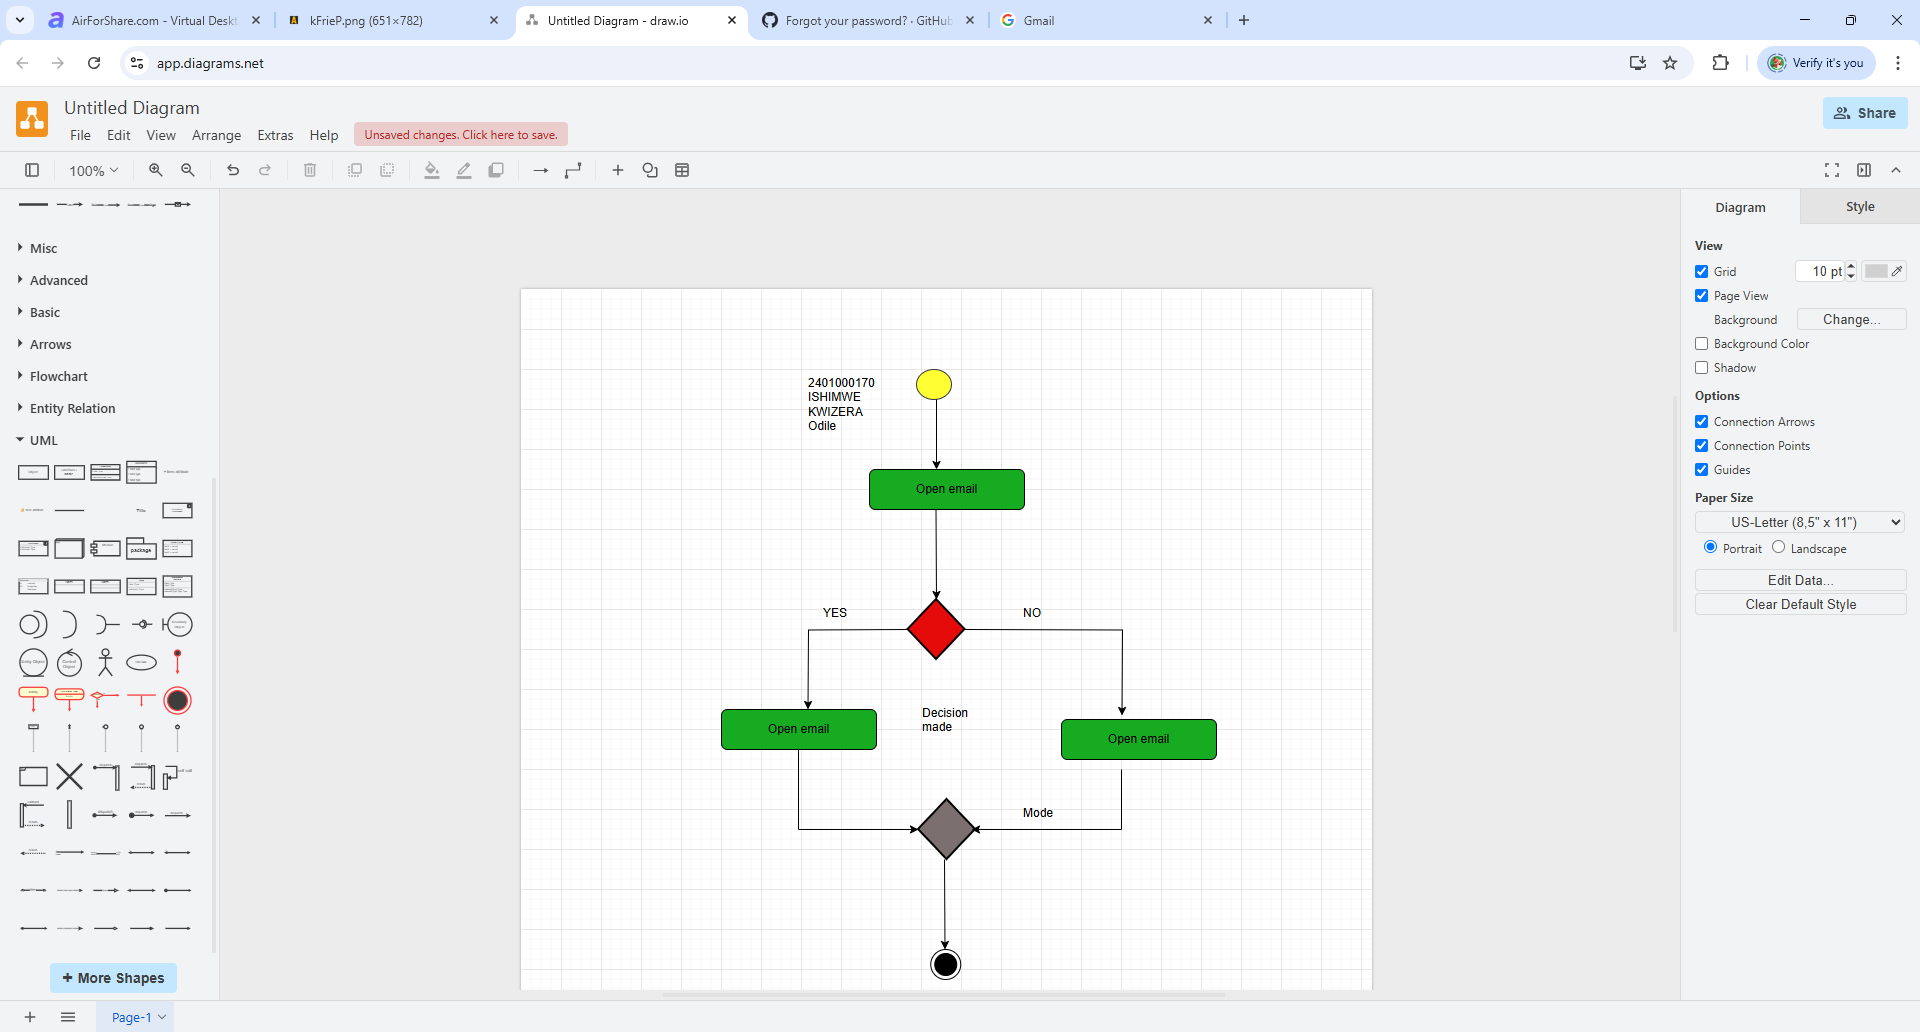 AirForShare.com - Virtual Deskt
kFrieP.png (651×782)
Untitled Diagram - draw.io
Forgot your password? · GitHub
Gmail
app.diagrams.net
Verify it's you
Untitled Diagram
File Edit View Arrange Extras Help
Unsaved changes. Click here to save.
Share
100%
Misc
Advanced
Basic
Arrows
Flowchart
Entity Relation
UML
package
Title
More Shapes
Page-1
2401000170
ISHIMWE
KWIZERA
Odile
Open email
YES
NO
Open email
Decision
made
Open email
Mode
Diagram
Style
View
Grid
10 pt
Page View
Background
Change...
Background Color
Shadow
Options
Connection Arrows
Connection Points
Guides
Paper Size
US-Letter (8,5" x 11")
Portrait
Landscape
Edit Data...
Clear Default Style